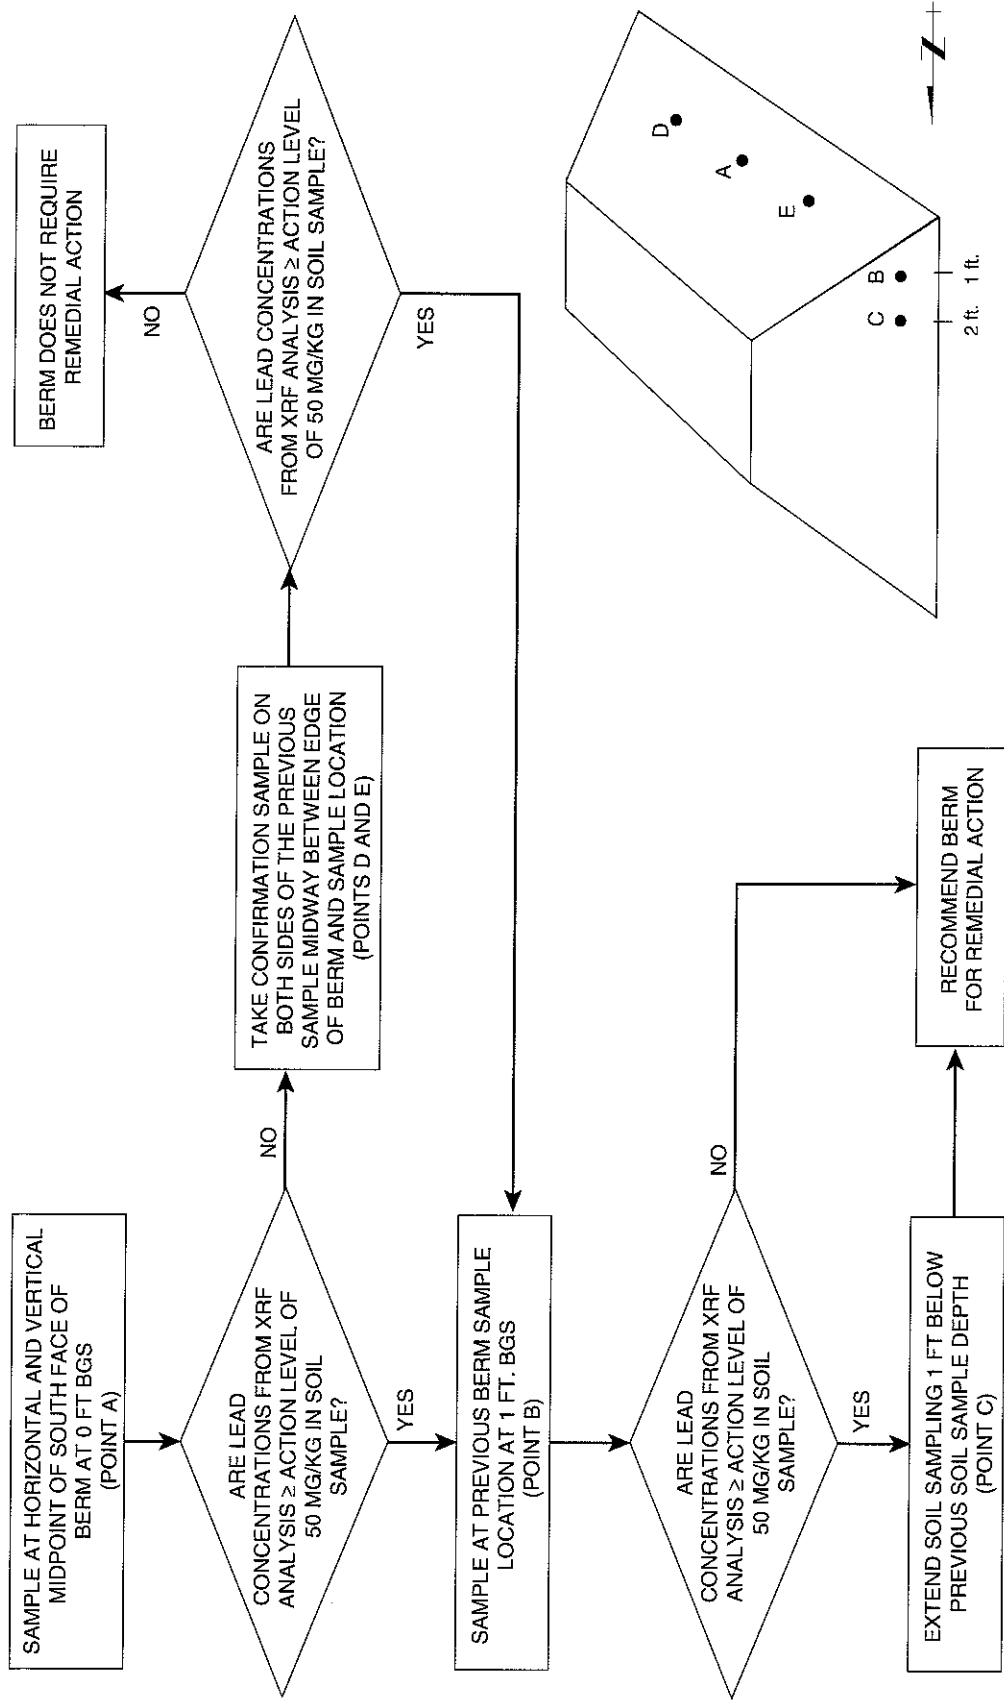 SAMPLE AT HORIZONTAL AND VERTICAL
MIDPOINT OF SOUTH FACE OF
BERM AT 0 FT BGS
(POINT A)
ARE LEAD
CONCENTRATIONS FROM XRF
ANALYSIS ≥ ACTION LEVEL OF
50 MG/KG IN SOIL
SAMPLE?
NO
YES
TAKE CONFIRMATION SAMPLE ON
BOTH SIDES OF THE PREVIOUS
SAMPLE MIDWAY BETWEEN EDGE
OF BERM AND SAMPLE LOCATION
(POINTS D AND E)
ARE LEAD CONCENTRATIONS
FROM XRF ANALYSIS ≥ ACTION LEVEL
OF 50 MG/KG IN SOIL SAMPLE?
NO
YES
BERM DOES NOT REQUIRE
REMEDIAL ACTION
SAMPLE AT PREVIOUS BERM SAMPLE
LOCATION AT 1 FT. BGS
(POINT B)
ARE LEAD
CONCENTRATIONS FROM XRF
ANALYSIS ≥ ACTION LEVEL OF
50 MG/KG IN SOIL
SAMPLE?
NO
YES
EXTEND SOIL SAMPLING 1 FT BELOW
PREVIOUS SOIL SAMPLE DEPTH
(POINT C)
RECOMMEND BERM
FOR REMEDIAL ACTION
D
A
E
C
B
2 ft.
1 ft.
N